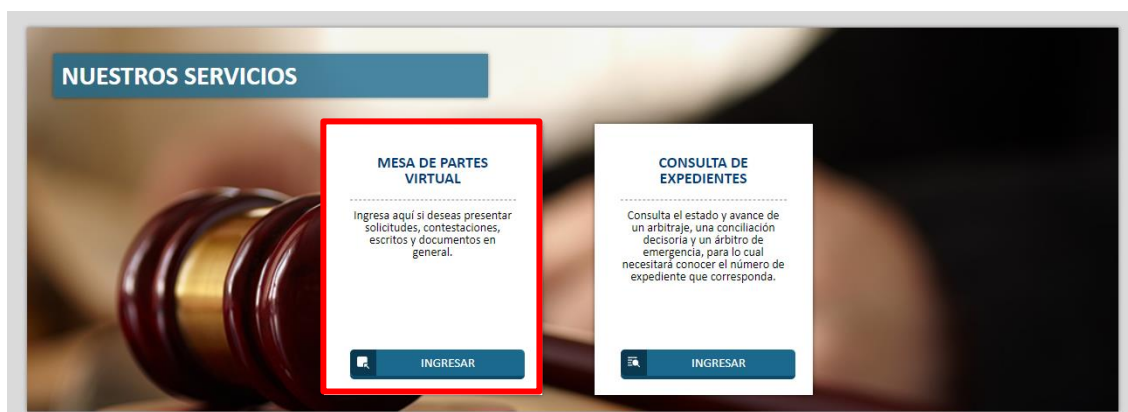 NUESTROS SERVICIOS
MESA DE PARTES
VIRTUAL
Ingresa aquí si deseas presentar
solicitudes, contestaciones,
escritos y documentos en
general.
INGRESAR
CONSULTA DE
EXPEDIENTES
Consulta el estado y avance de
un arbitraje, una conciliación
decisoria y un árbitro de
emergencia, para lo cual
necesitará conocer el número de
expediente que corresponda.
INGRESAR